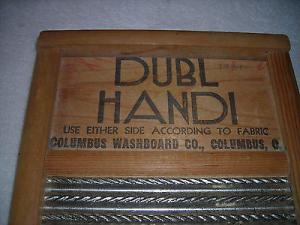 DUBL
HANDI
USE EITHER SIDE ACCORDING TO FABRIC
COLUMBUS WASHBOARD CO., COLUMBUS, O.